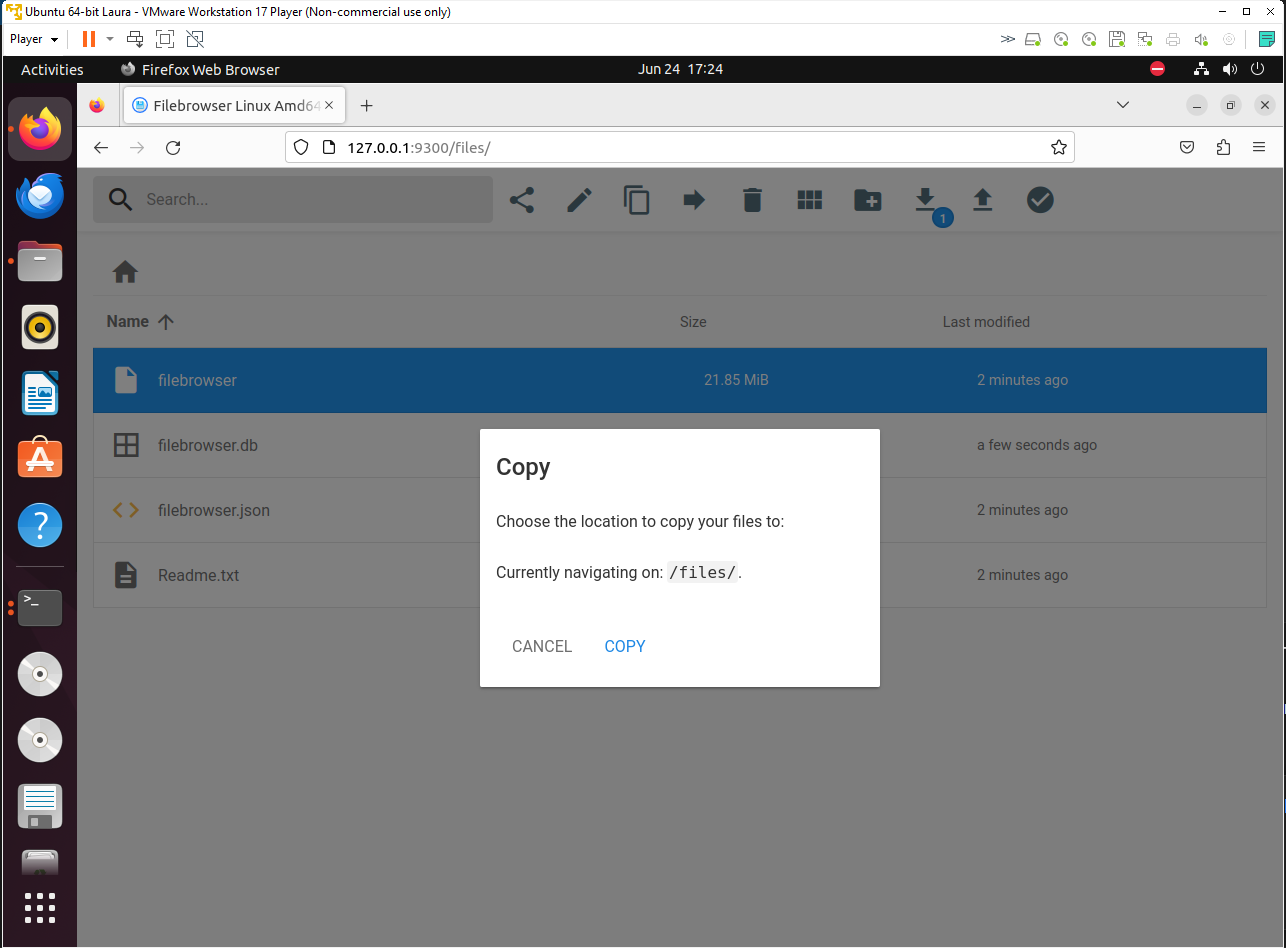 Ubuntu 64-bit Laura - VMware Workstation 17 Player (Non-commercial use only)
Player
Activities
Firefox Web Browser
Jun 24 17:24
Filebrowser Linux Amd64
127.0.0.1:9300/files/
Search...
1
Name
Size
Last modified
filebrowser
21.85 MiB
2 minutes ago
filebrowser.db
a few seconds ago
filebrowser.json
2 minutes ago
Readme.txt
2 minutes ago
Copy
Choose the location to copy your files to:
Currently navigating on: /files/.
CANCEL
COPY